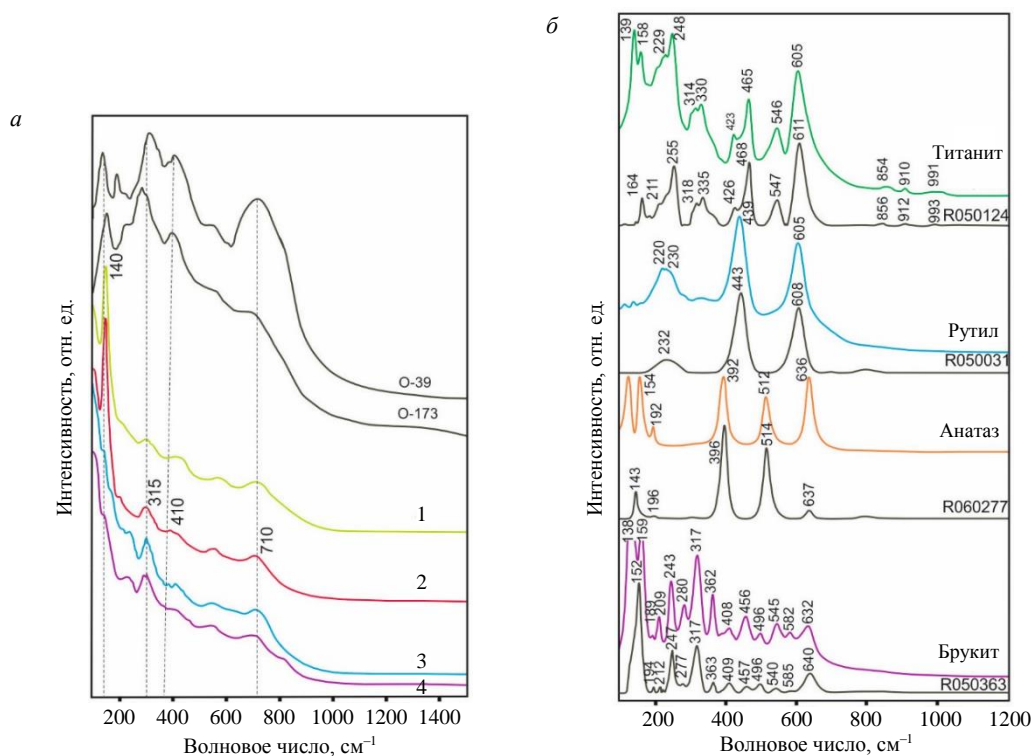 а
Интенсивность, отн. ед.
140
315
410
710
О-39
О-173
1
2
3
4
200 400 600 800 1000 1200 1400
Волновое число, см–1
б
Интенсивность, отн. ед.
139 158 229 248 314 330 423 465 546 605 854 910 991
Титанит
164 211 255 318 335 426 468 547 611 856 912 993
R050124
220 230 439 605
Рутил
232 443 608
R050031
154 192 392 512 636
Анатаз
143 196 396 514 637
R060277
138 159 189 209 243 280 317 362 408 456 496 545 582 632
Брукит
152 194 212 247 277 317 363 409 457 496 540 585 640
R050363
200 400 600 800 1000 1200
Волновое число, см–1